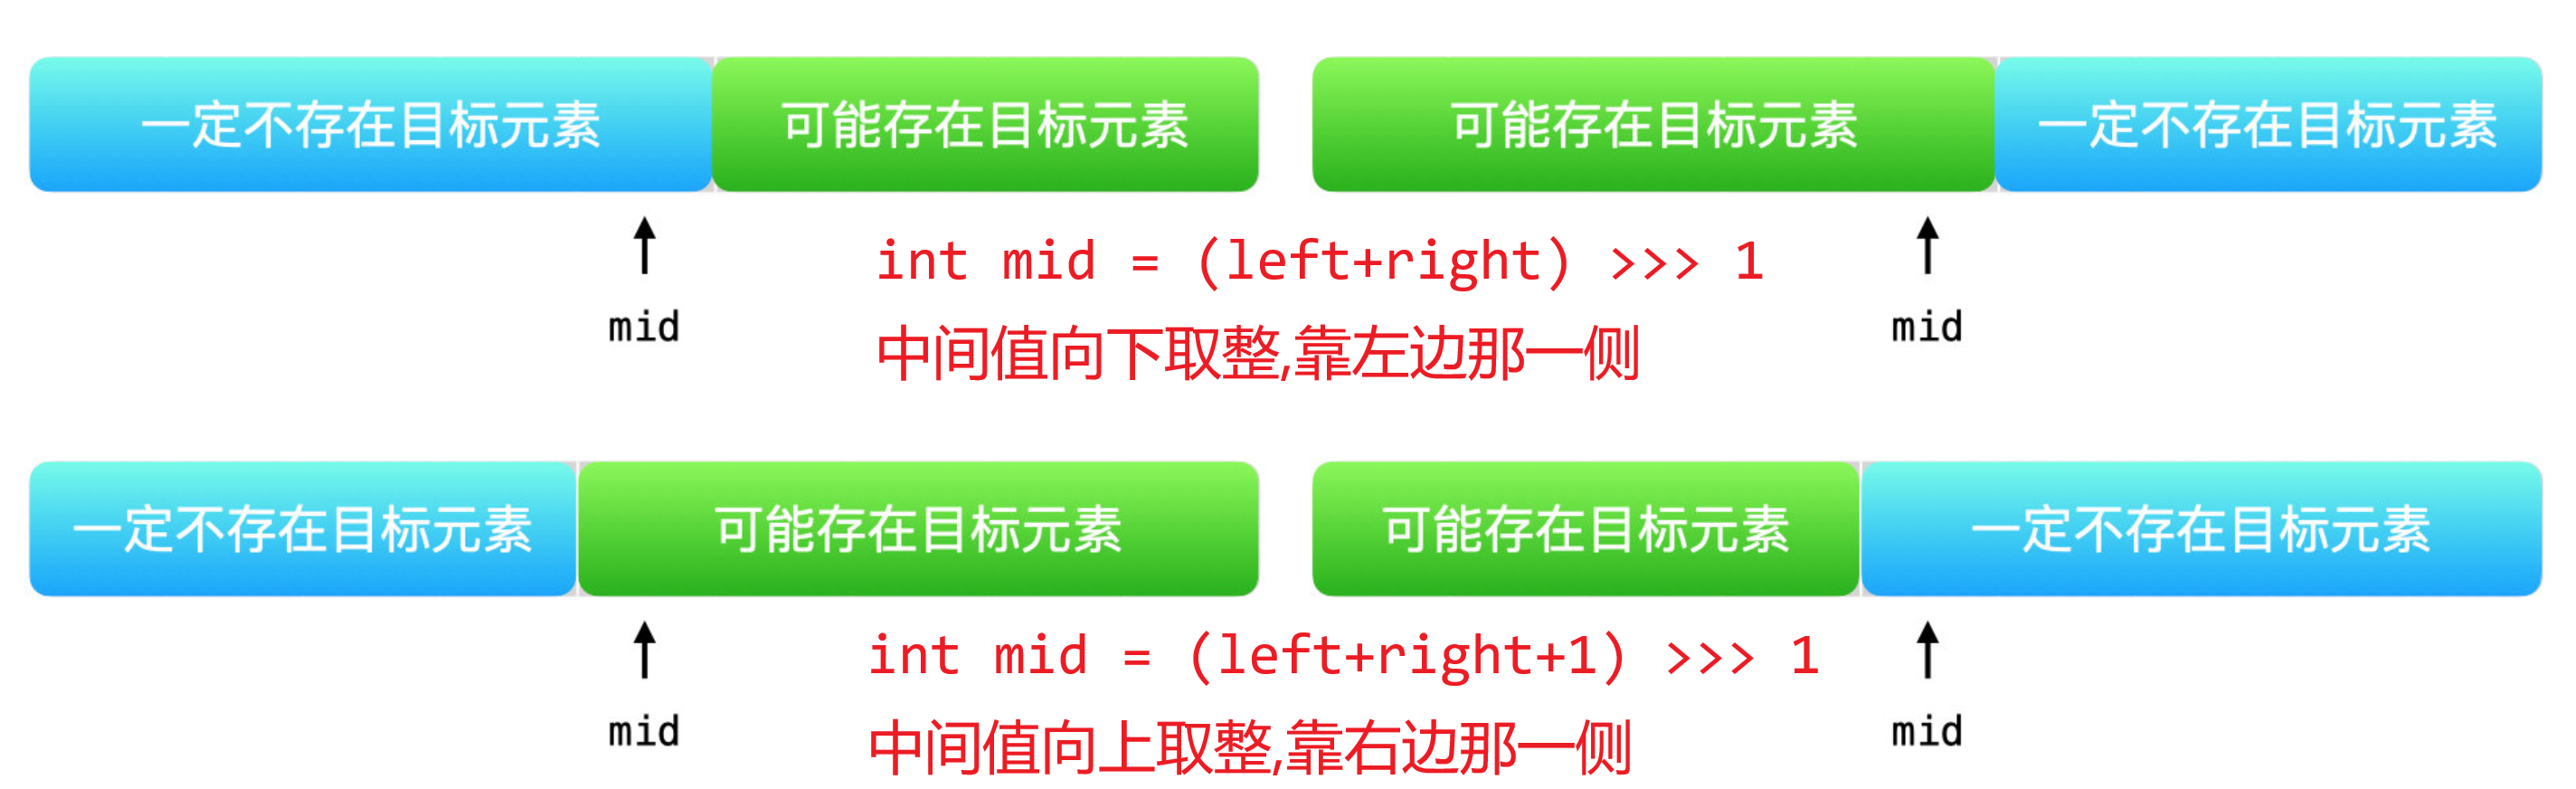 一定不存在目标元素 可能存在目标元素 可能存在目标元素 一定不存在目标元素
int mid = (left+right) >>> 1
mid mid
中间值向下取整,靠左边那一侧
一定不存在目标元素 可能存在目标元素 可能存在目标元素 一定不存在目标元素
int mid = (left+right+1) >>> 1
mid mid
中间值向上取整,靠右边那一侧